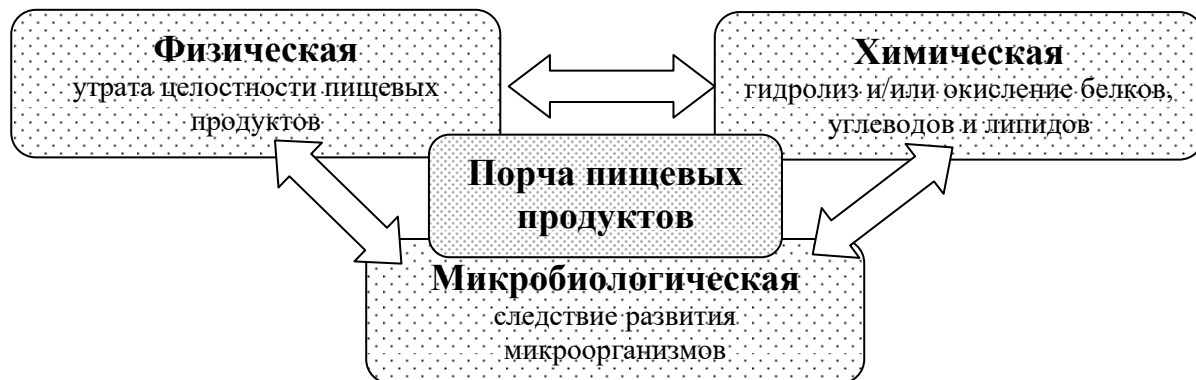 Физическая
утрата целостности пищевых
продуктов
Химическая
гидролиз и/или окисление белков,
углеводов и липидов
Порча пищевых
продуктов
Микробиологическая
следствие развития
микроорганизмов